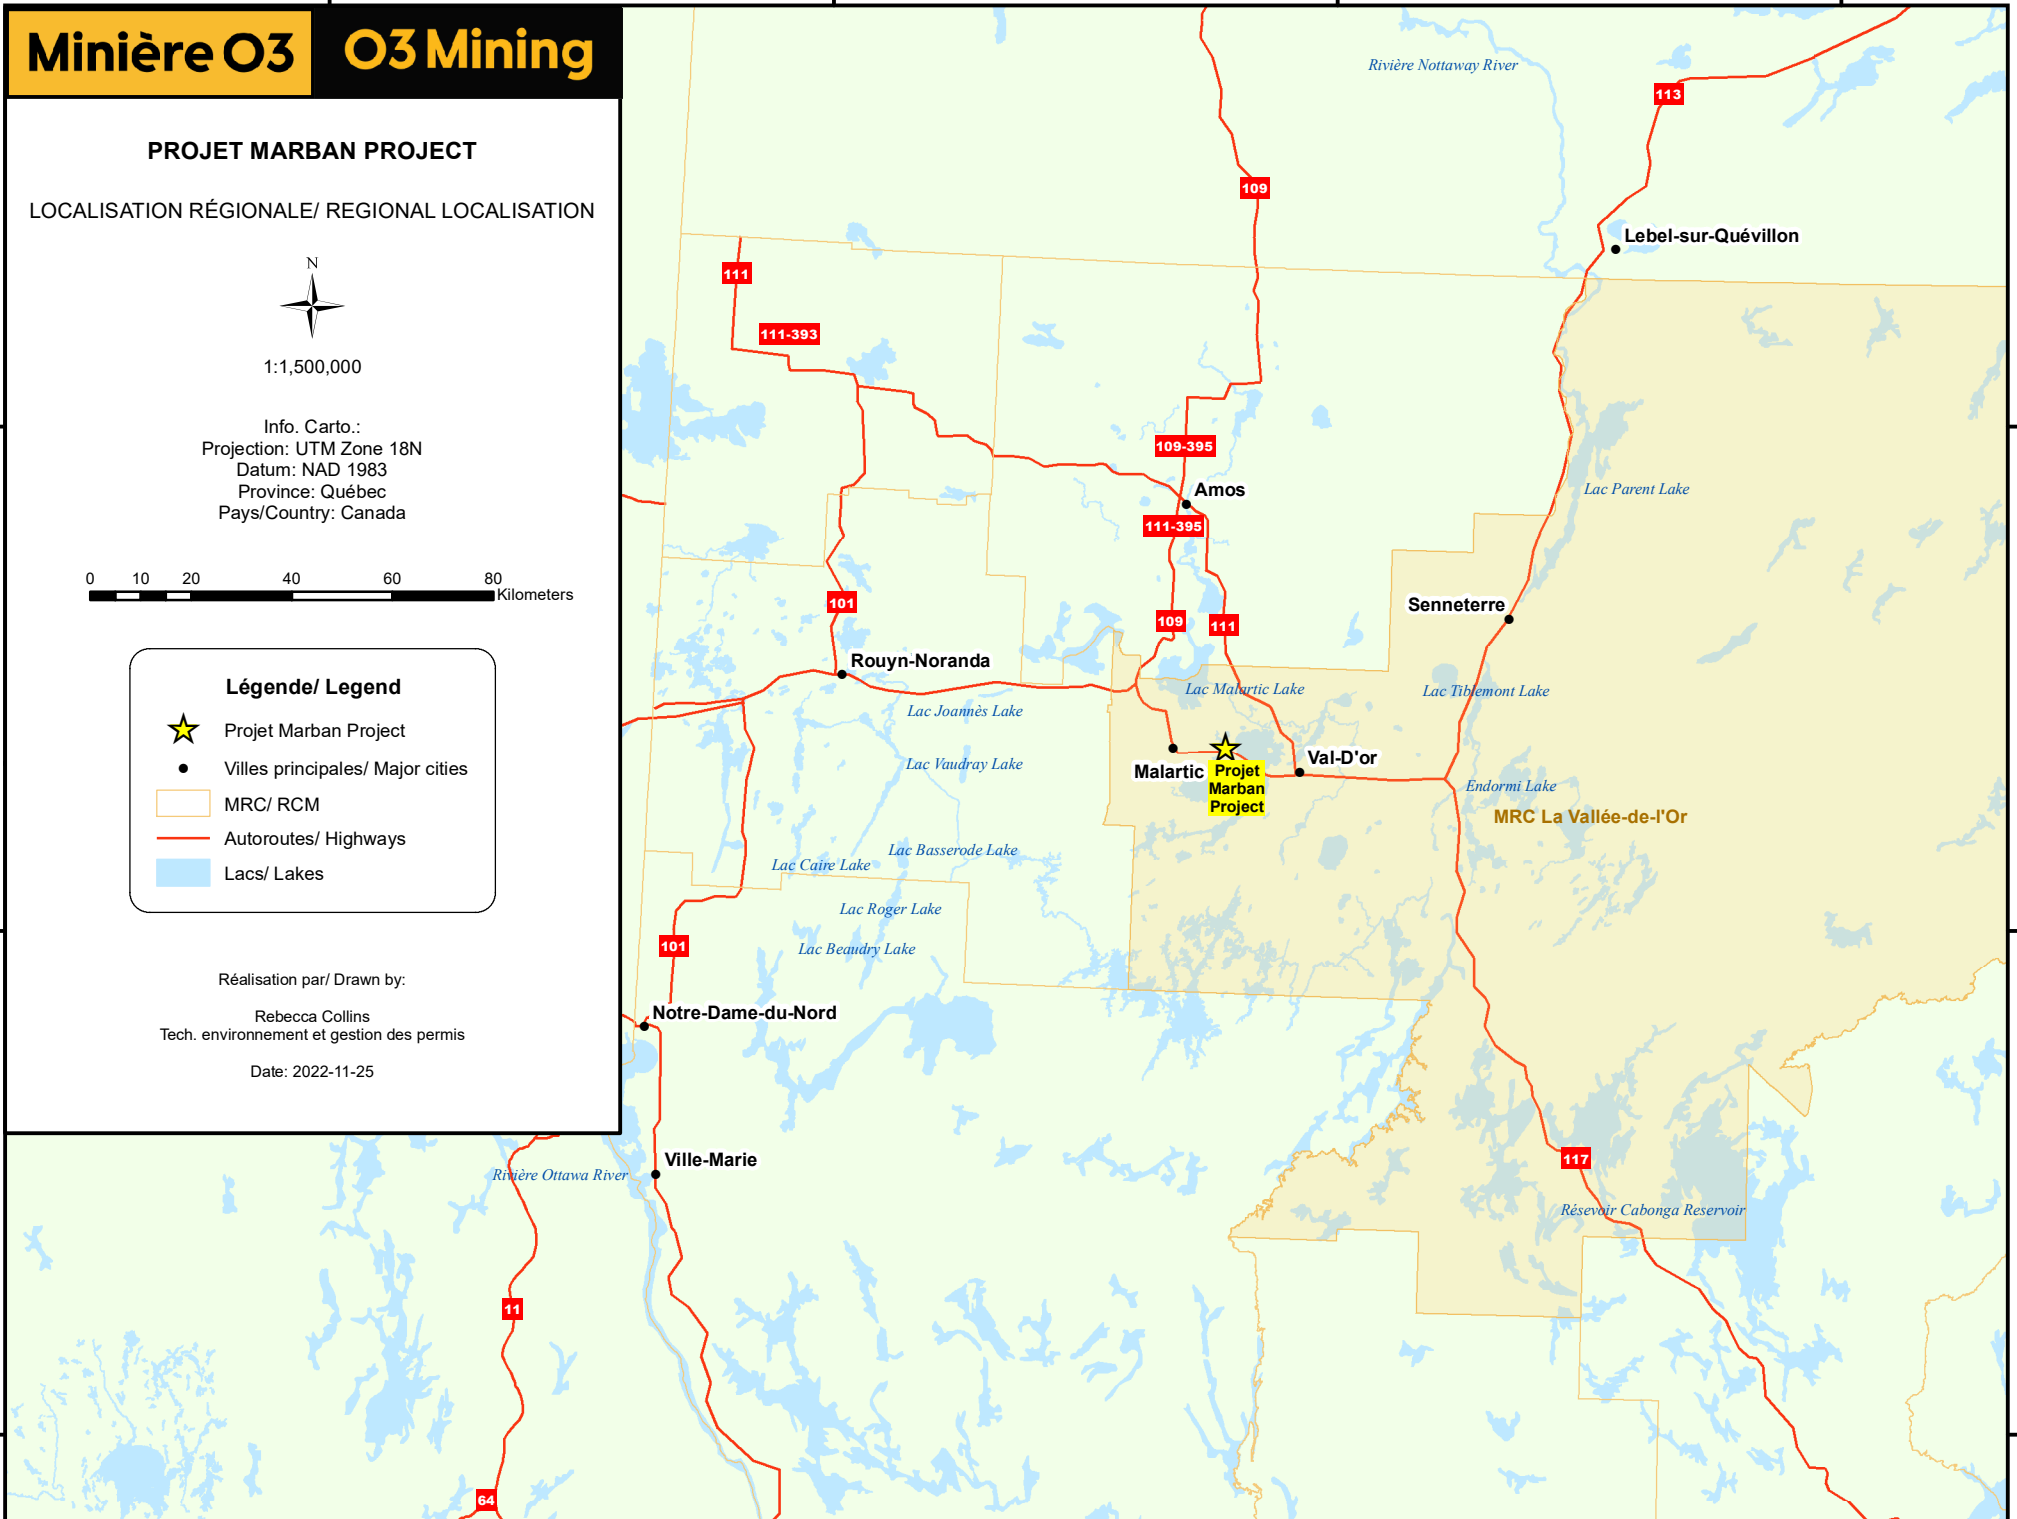 Minière O3
O3 Mining
PROJET MARBAN PROJECT
LOCALISATION RÉGIONALE/ REGIONAL LOCALISATION
N
1:1,500,000
Info. Carto.:
Projection: UTM Zone 18N
Datum: NAD 1983
Province: Québec
Pays/Country: Canada
0 10 20 40 60 80
Kilometers
Légende/ Legend
Projet Marban Project
Villes principales/ Major cities
MRC/ RCM
Autoroutes/ Highways
Lacs/ Lakes
Réalisation par/ Drawn by:
Rebecca Collins
Tech. environnement et gestion des permis
Date: 2022-11-25
Rivière Nottaway River
113
109
Lebel-sur-Quévillon
111
111-393
109-395
Amos
Lac Parent Lake
111-395
101
Senneterre
109
111
Rouyn-Noranda
Lac Malartic Lake
Lac Tiblemont Lake
Lac Joannès Lake
Val-D'or
Lac Vaudray Lake
Malartic
Projet
Marban
Project
Endormi Lake
MRC La Vallée-de-l'Or
Lac Basserode Lake
Lac Caire Lake
Lac Roger Lake
101
Lac Beaudry Lake
Notre-Dame-du-Nord
Ville-Marie
117
Rivière Ottawa River
Résevoir Cabonga Reservoir
11
64